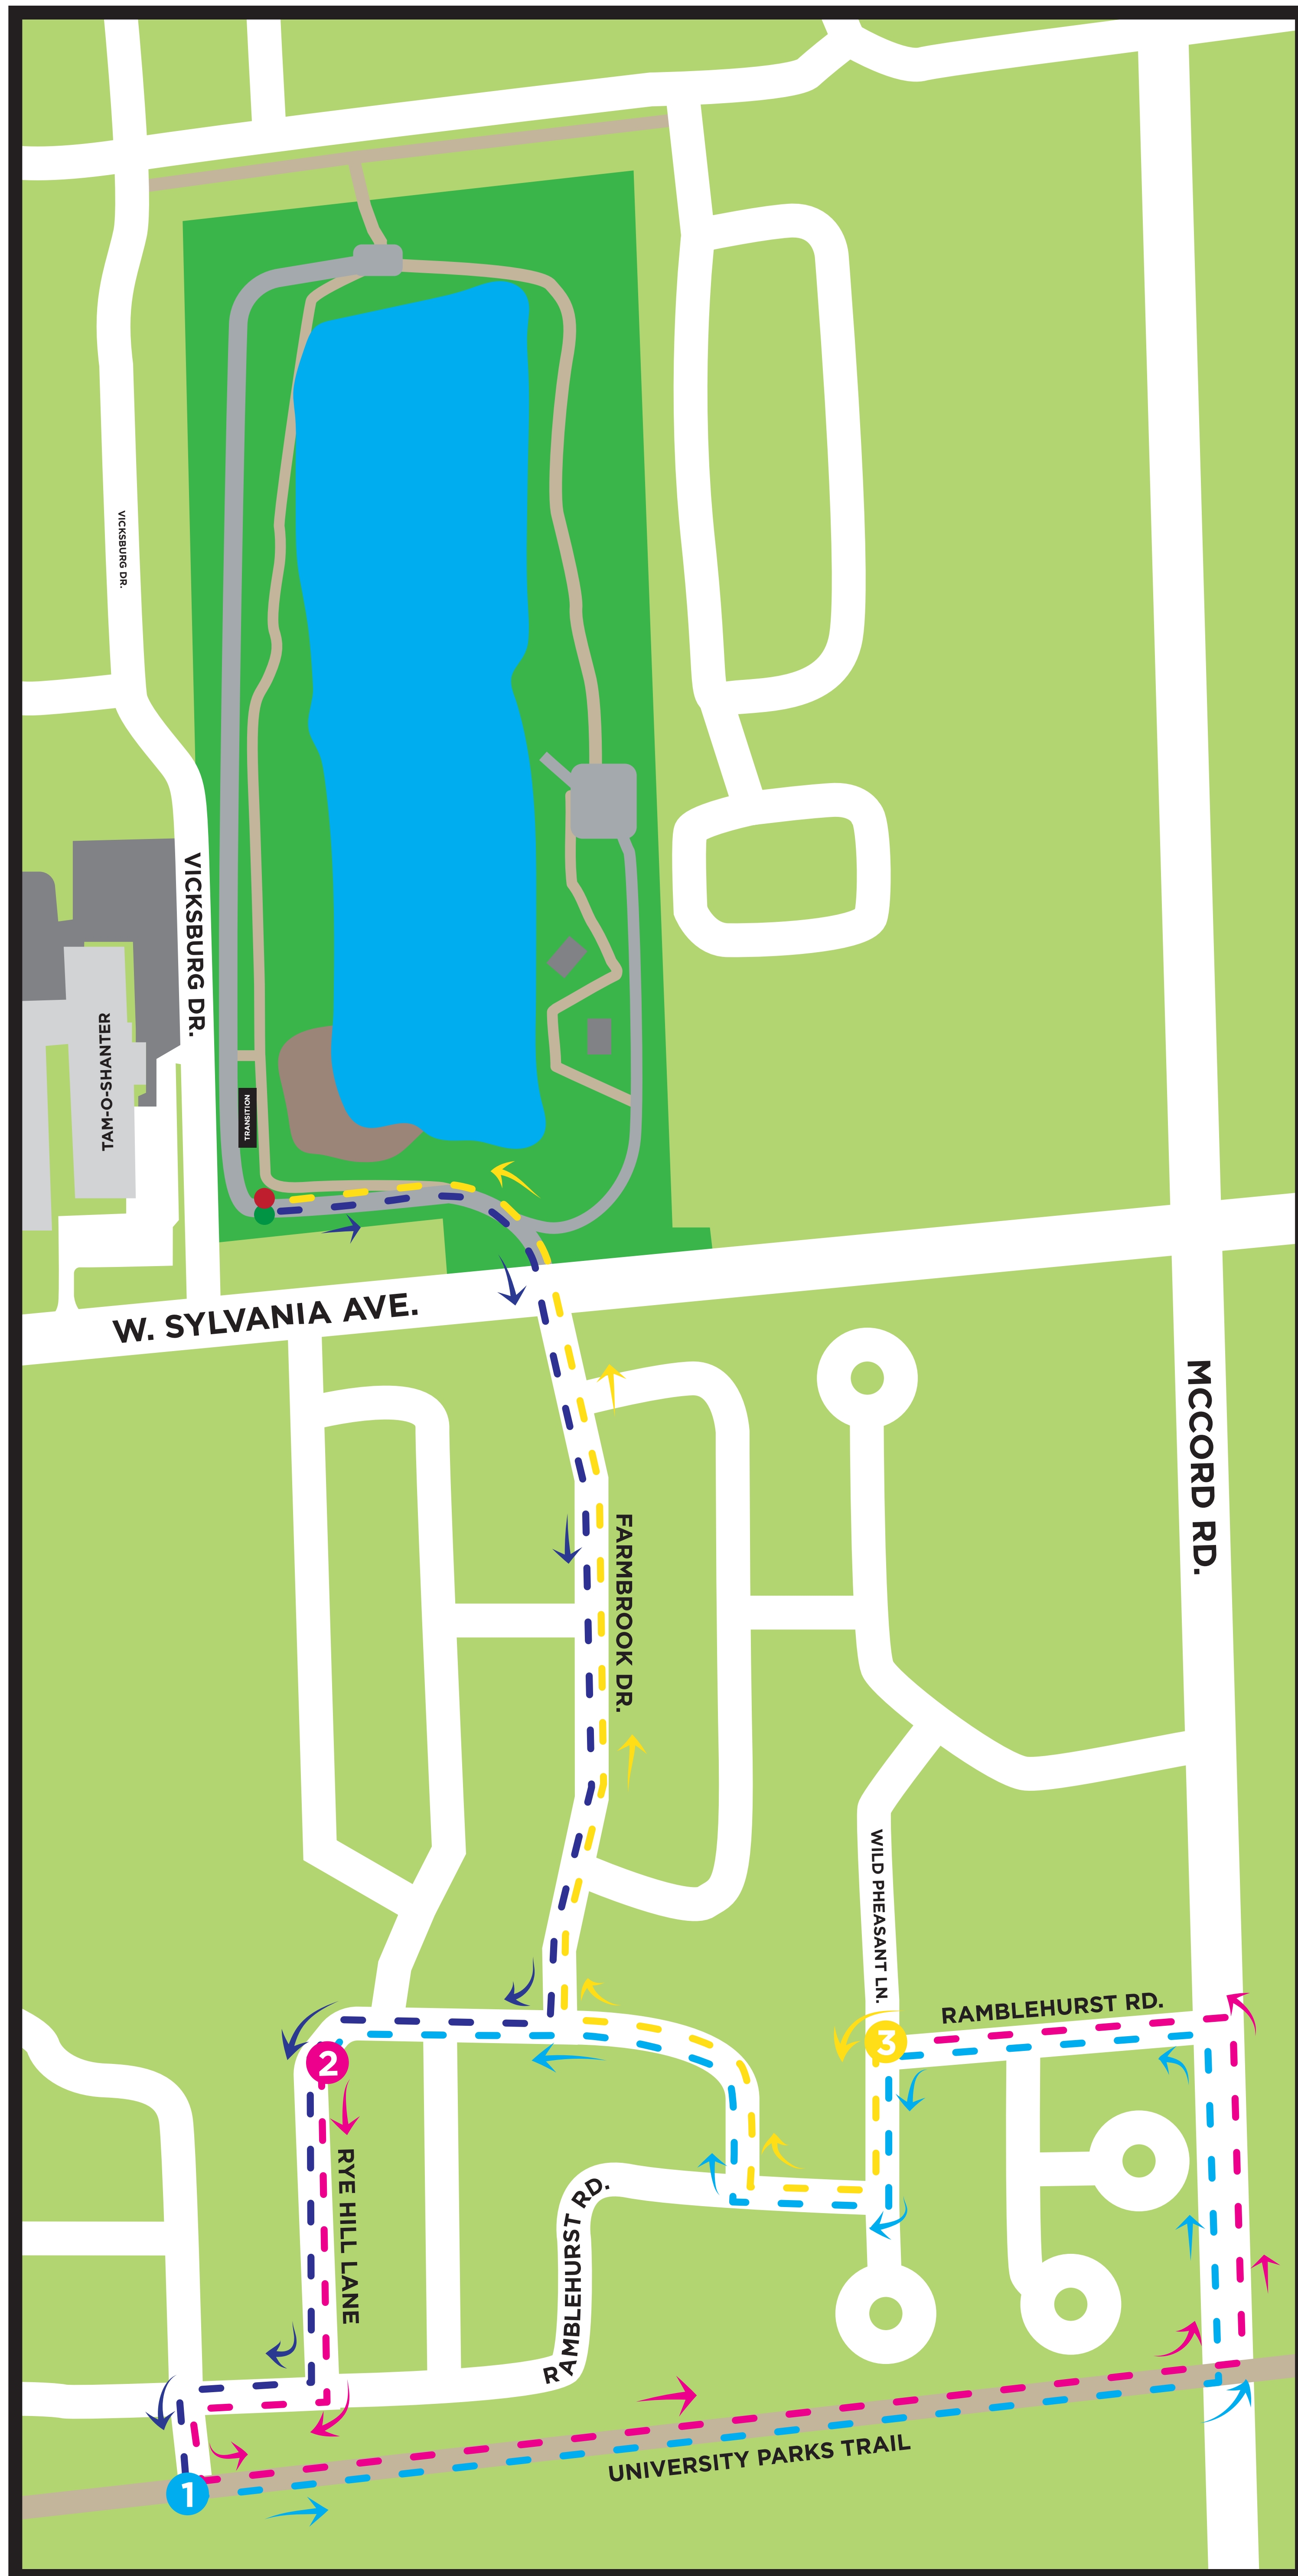 VICKSBURG DR.
VICKSBURG DR.
TAM-O-SHANTER
TRANSITION
W. SYLVANIA AVE.
MCCORD RD.
FARMBROOK DR.
WILD PHEASANT LN.
RAMBLEHURST RD.
3
2
RYE HILL LANE
RAMBLEHURST RD.
UNIVERSITY PARKS TRAIL
1